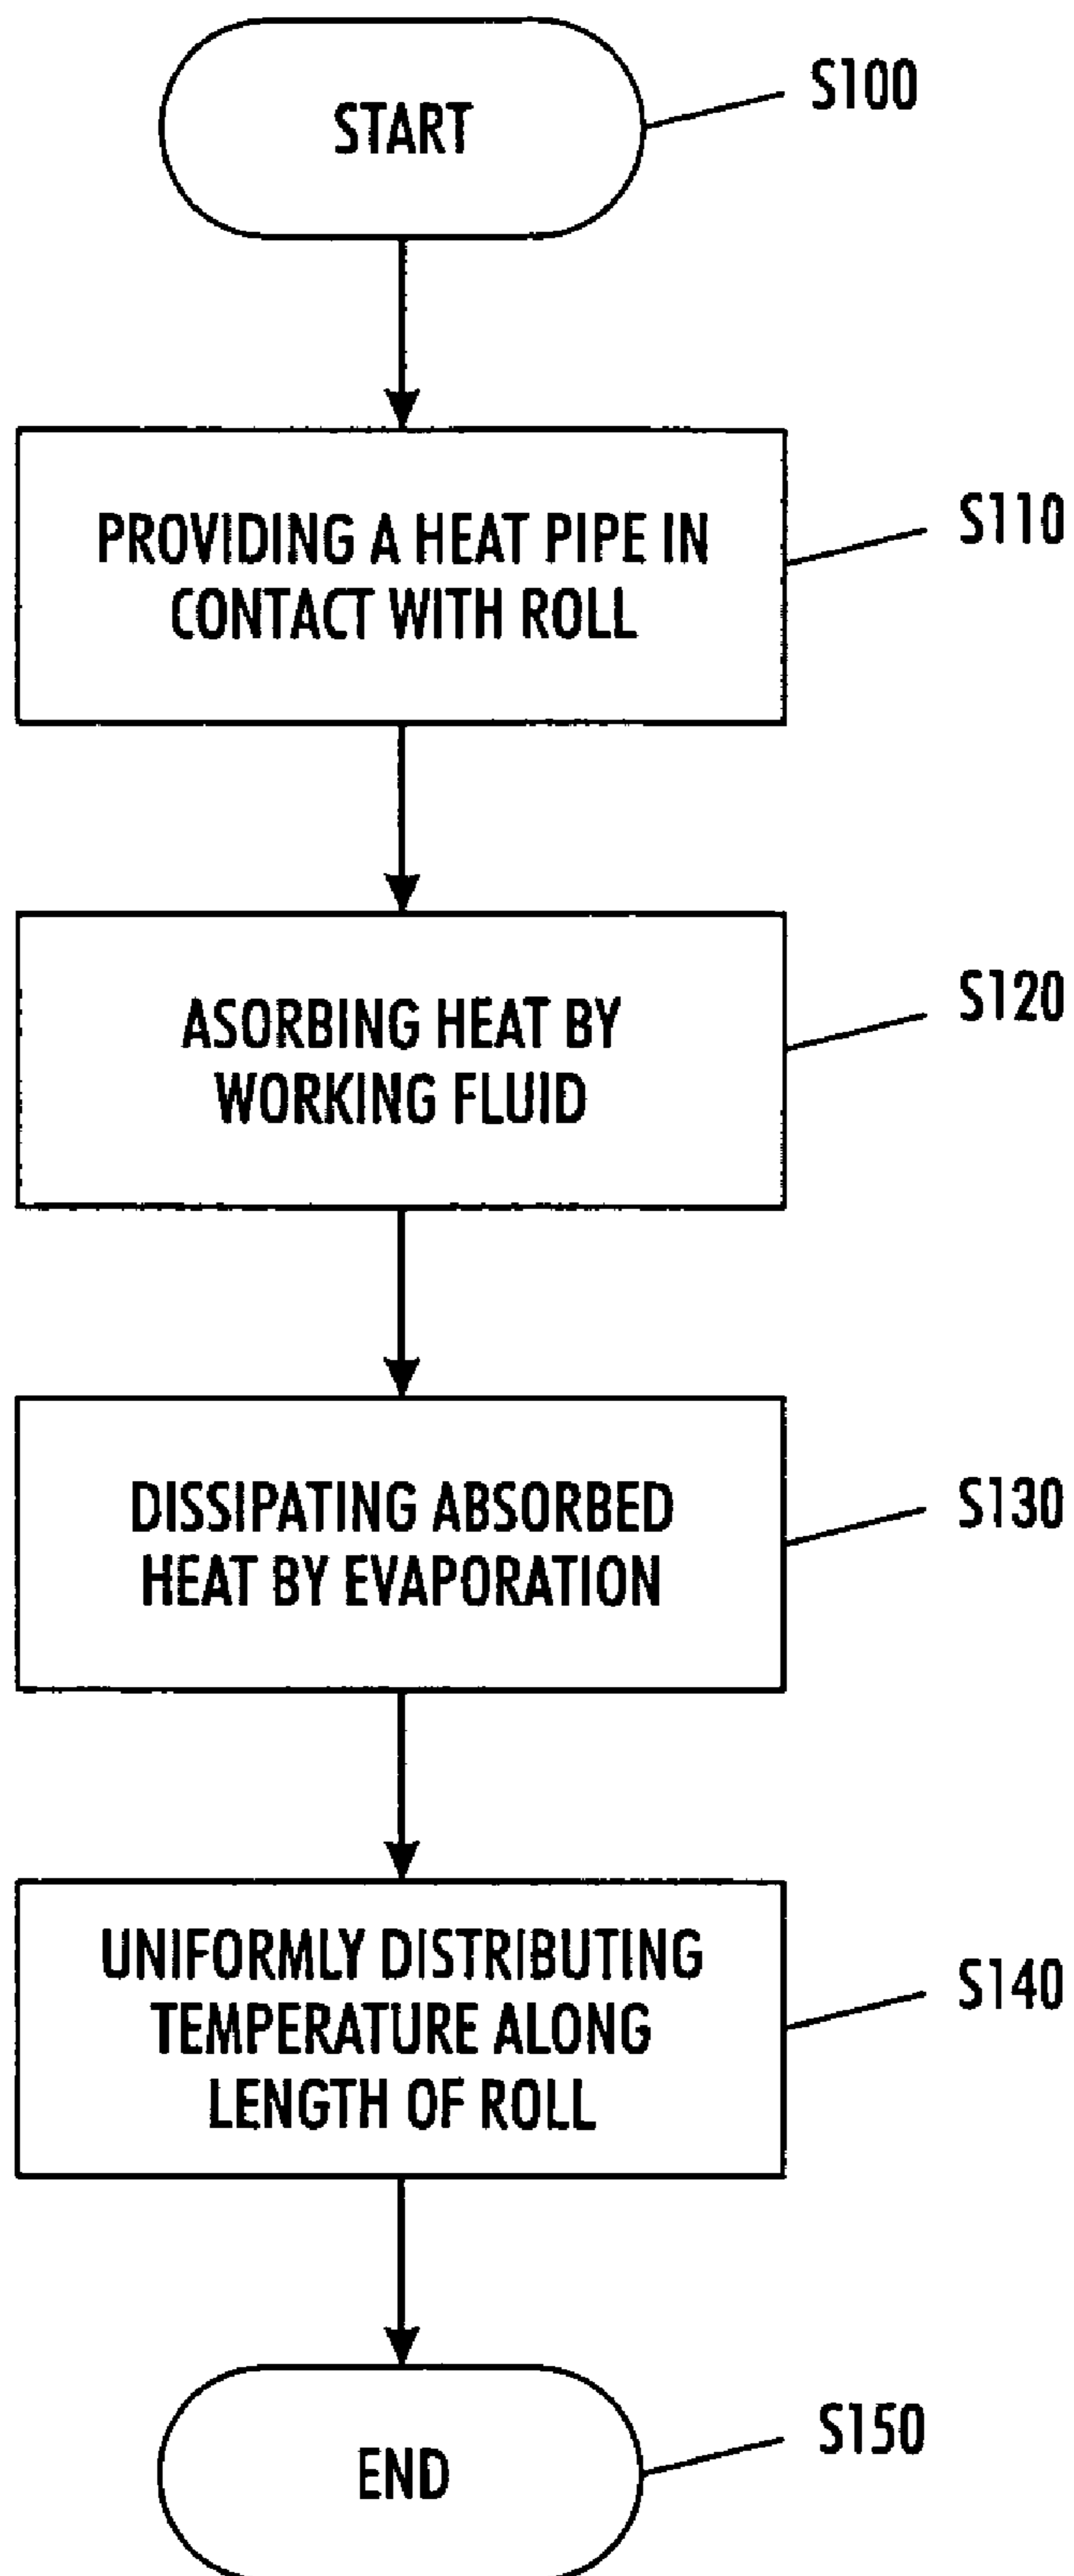 START
S100
PROVIDING A HEAT PIPE IN
CONTACT WITH ROLL
S110
ASORBING HEAT BY
WORKING FLUID
S120
DISSIPATING ABSORBED
HEAT BY EVAPORATION
S130
UNIFORMLY DISTRIBUTING
TEMPERATURE ALONG
LENGTH OF ROLL
S140
END
S150